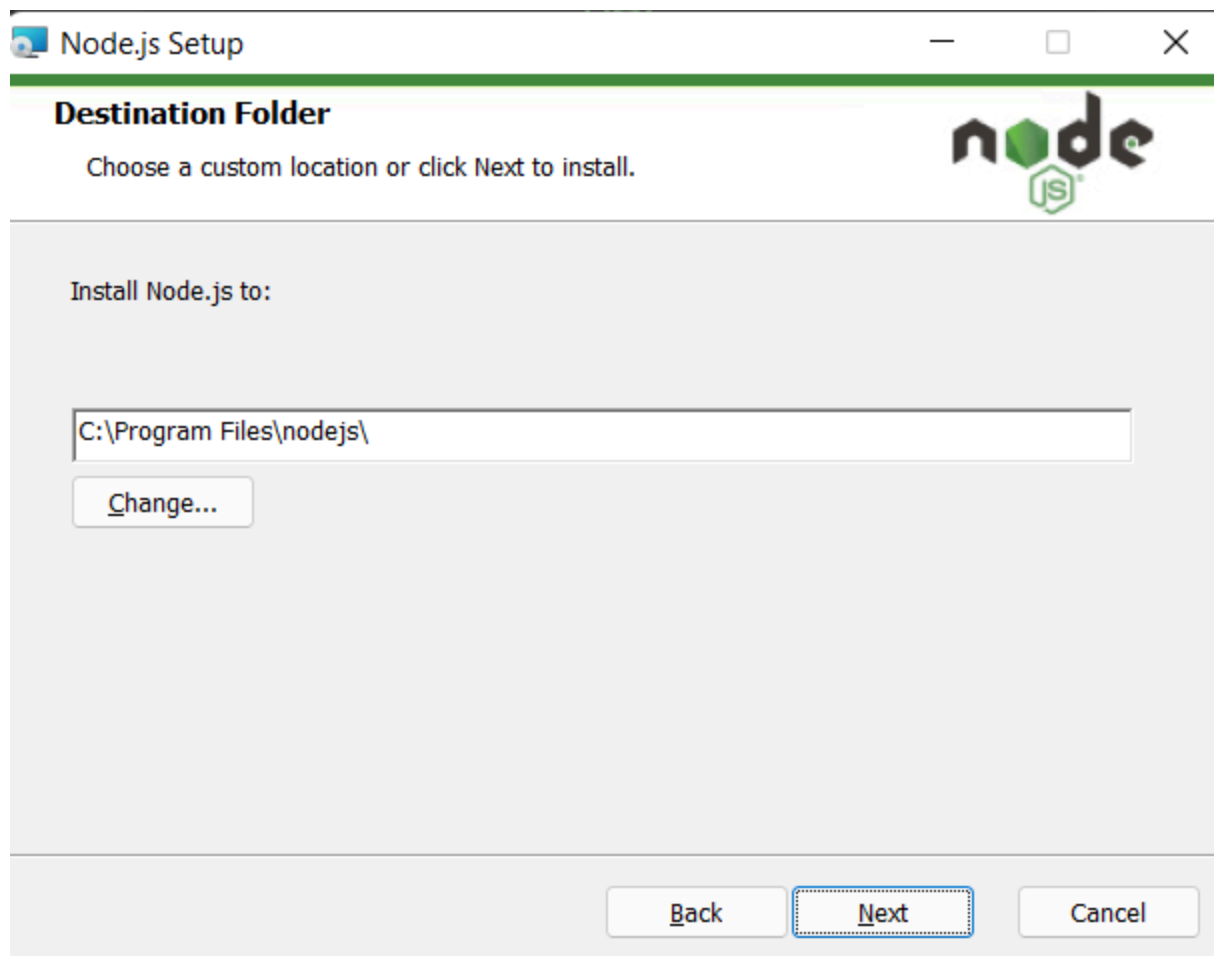 Node.js Setup
Destination Folder
Choose a custom location or click Next to install.
node
JS
Install Node.js to:
C:\Program Files\nodejs\
Change...
Back
Next
Cancel